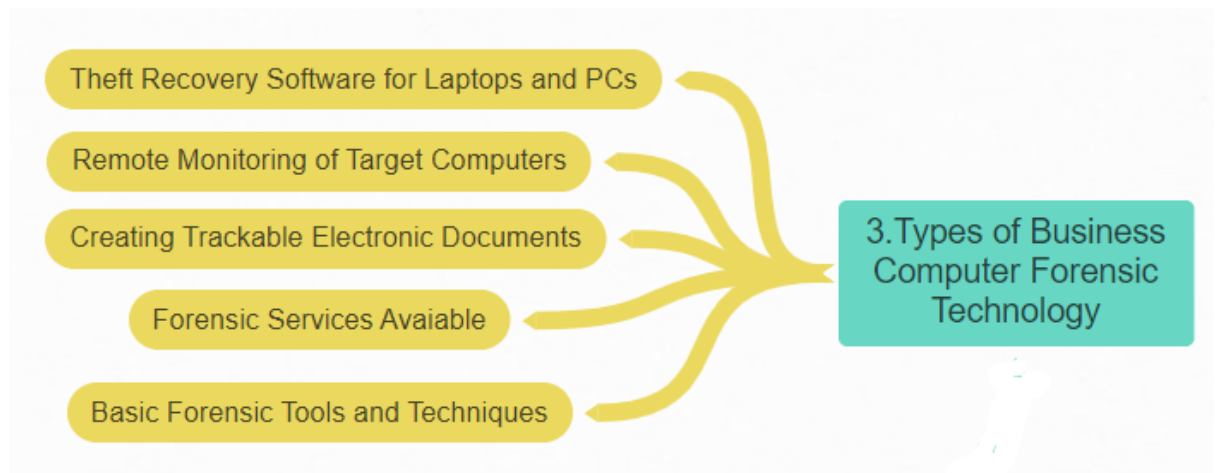 Theft Recovery Software for Laptops and PCs
Remote Monitoring of Target Computers
Creating Trackable Electronic Documents
Forensic Services Avaiable
Basic Forensic Tools and Techniques
3.Types of Business
Computer Forensic
Technology